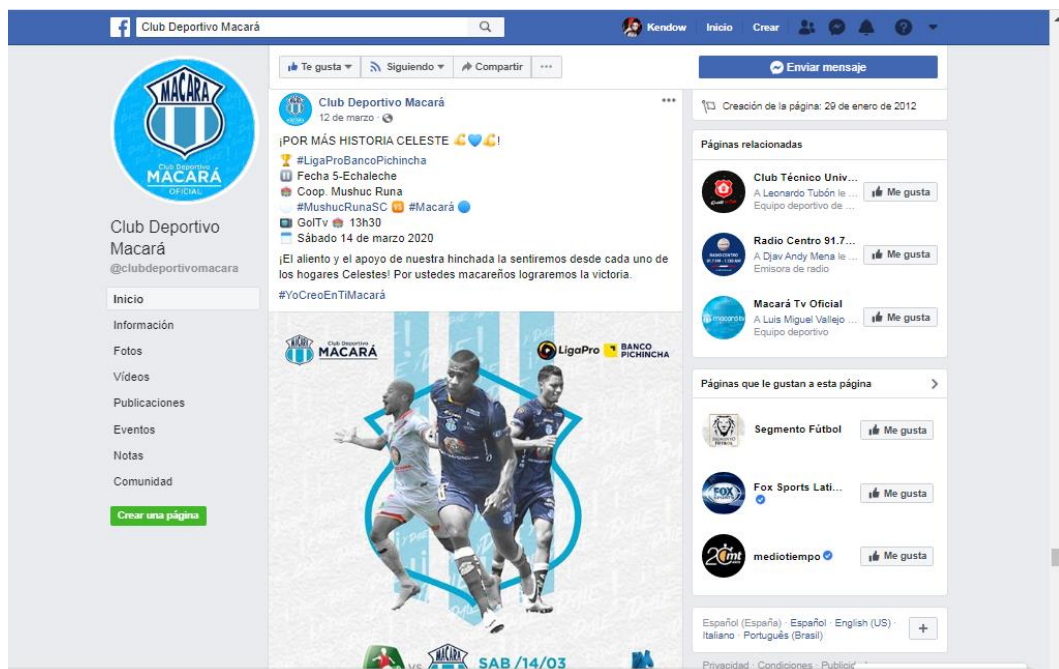 Club Deportivo Macará
Kendow
Inicio
Crear
MACARA
Club Deportivo
MACARÁ
OFICIAL
Club Deportivo
Macará
@clubdeportivomacara
Inicio
Información
Fotos
Vídeos
Publicaciones
Eventos
Notas
Comunidad
Crear una página
Te gusta
Siguiendo
Compartir
Club Deportivo Macará
12 de marzo
¡POR MÁS HISTORIA CELESTE 💪💙💪!
🏆 #LigaProBancoPichincha
Fecha 5-Echaleche
Coop. Mushuc Runa
#MushucRunaSC 🆚 #Macará 🔵
GolTv 13h30
Sábado 14 de marzo 2020
¡El aliento y el apoyo de nuestra hinchada la sentiremos desde cada uno de
los hogares Celestes! Por ustedes macareños lograremos la victoria.
#YoCreoEnTiMacará
Club Deportivo
MACARÁ
LigaPro
BANCO
PICHINCHA
VS
MACARA
SAB /14/03
Enviar mensaje
Creación de la página: 29 de enero de 2012
Páginas relacionadas
Club Técnico Univ...
A Leonardo Tubón le ...
Equipo deportivo de ...
Me gusta
Radio Centro 91.7...
A Djav Andy Mena le ...
Emisora de radio
Me gusta
Macará Tv Oficial
A Luis Miguel Vallejo ...
Equipo deportivo
Me gusta
Páginas que le gustan a esta página
Segmento Fútbol
Me gusta
FOX
Fox Sports Lati...
Me gusta
mediotiempo
Me gusta
Español (España) · Español · English (US) ·
Italiano · Português (Brasil)
Privacidad · Condiciones ·